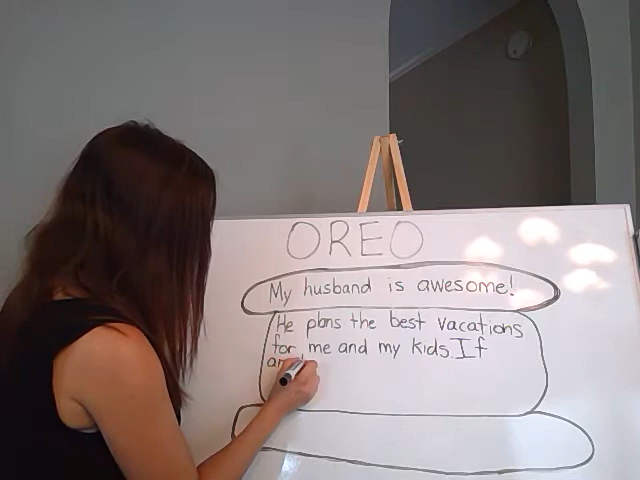 OREO
My husband is awesome!
He plans the best vacations
for me and my kids. If